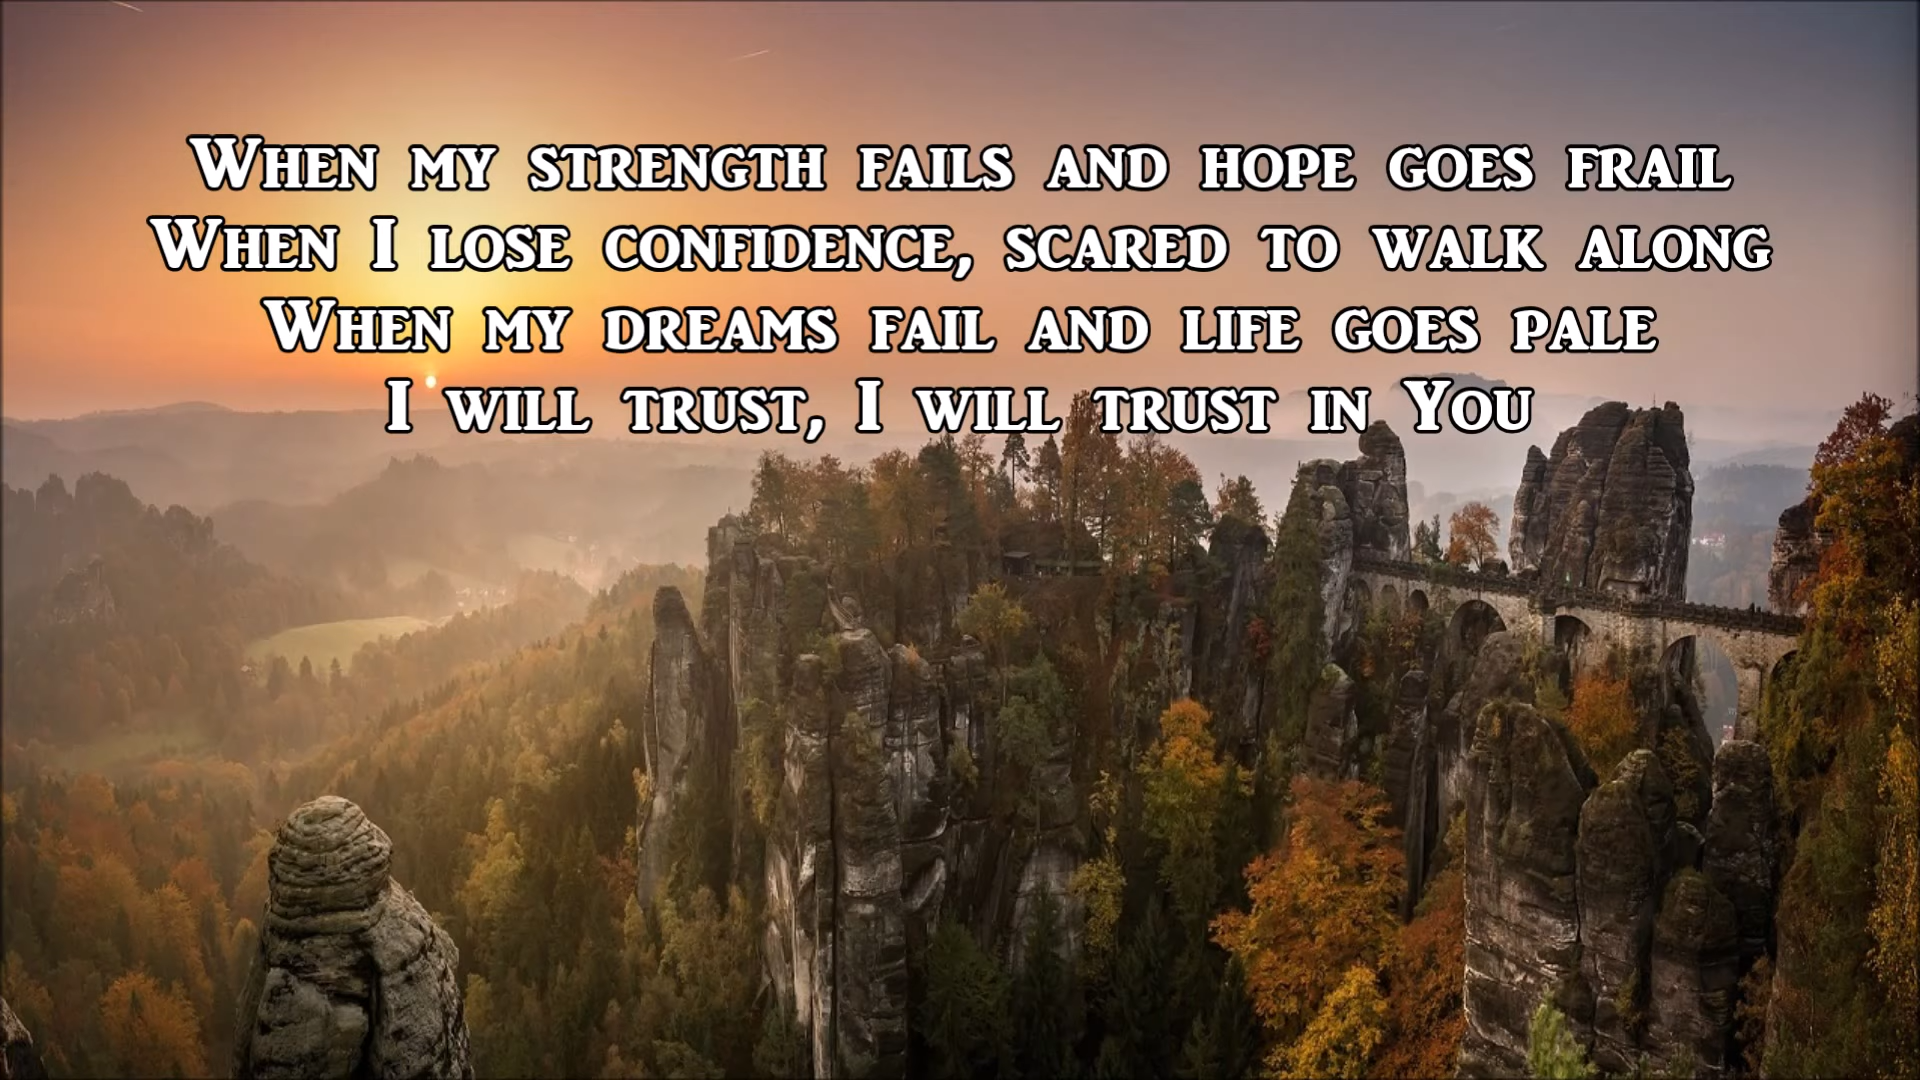 When my strength fails and hope goes frail
When I lose confidence, scared to walk along
When my dreams fail and life goes pale
I will trust, I will trust in You